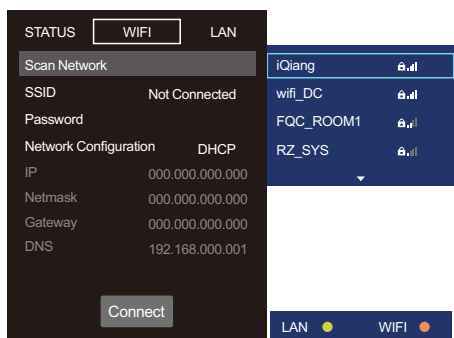 STATUS WIFI LAN
Scan Network
SSID Not Connected
Password
Network Configuration DHCP
IP 000.000.000.000
Netmask 000.000.000.000
Gateway 000.000.000.000
DNS 192.168.000.001
Connect
iQiang
wifi_DC
FQC_ROOM1
RZ_SYS
LAN WIFI